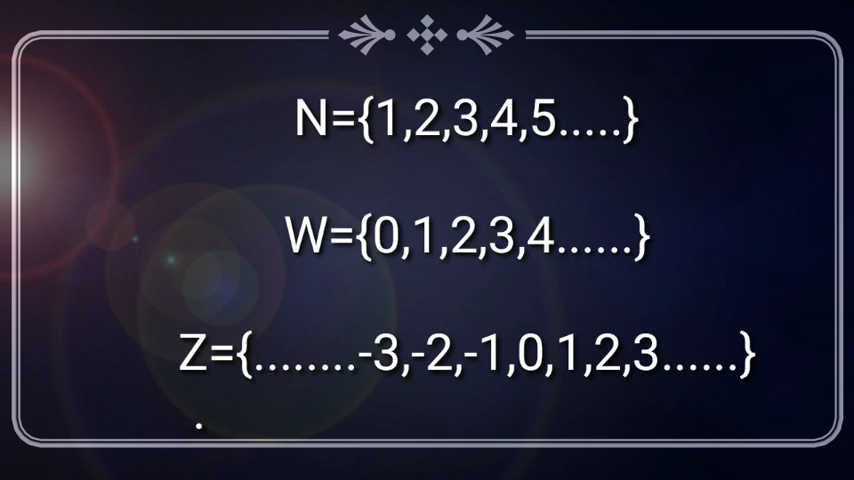 N={1,2,3,4,5.....}
W={0,1,2,3,4......}
Z={........-3,-2,-1,0,1,2,3......}
.